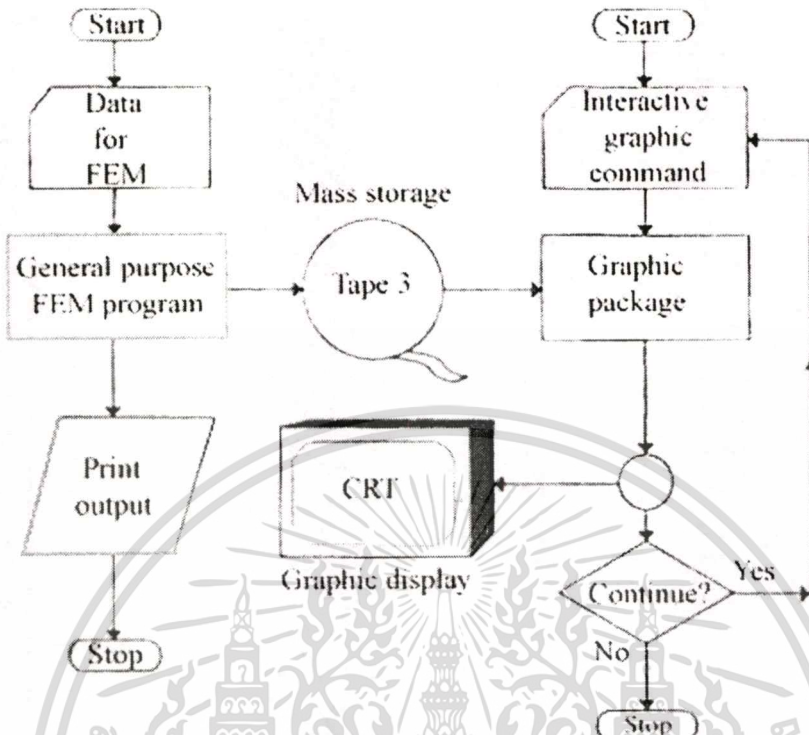 Start
Data
for
FEM
General purpose
FEM program
Print
output
Stop
Mass storage
Tape 3
CRT
Graphic display
Start
Interactive
graphic
command
Graphic
package
Continue?
Yes
No
Stop